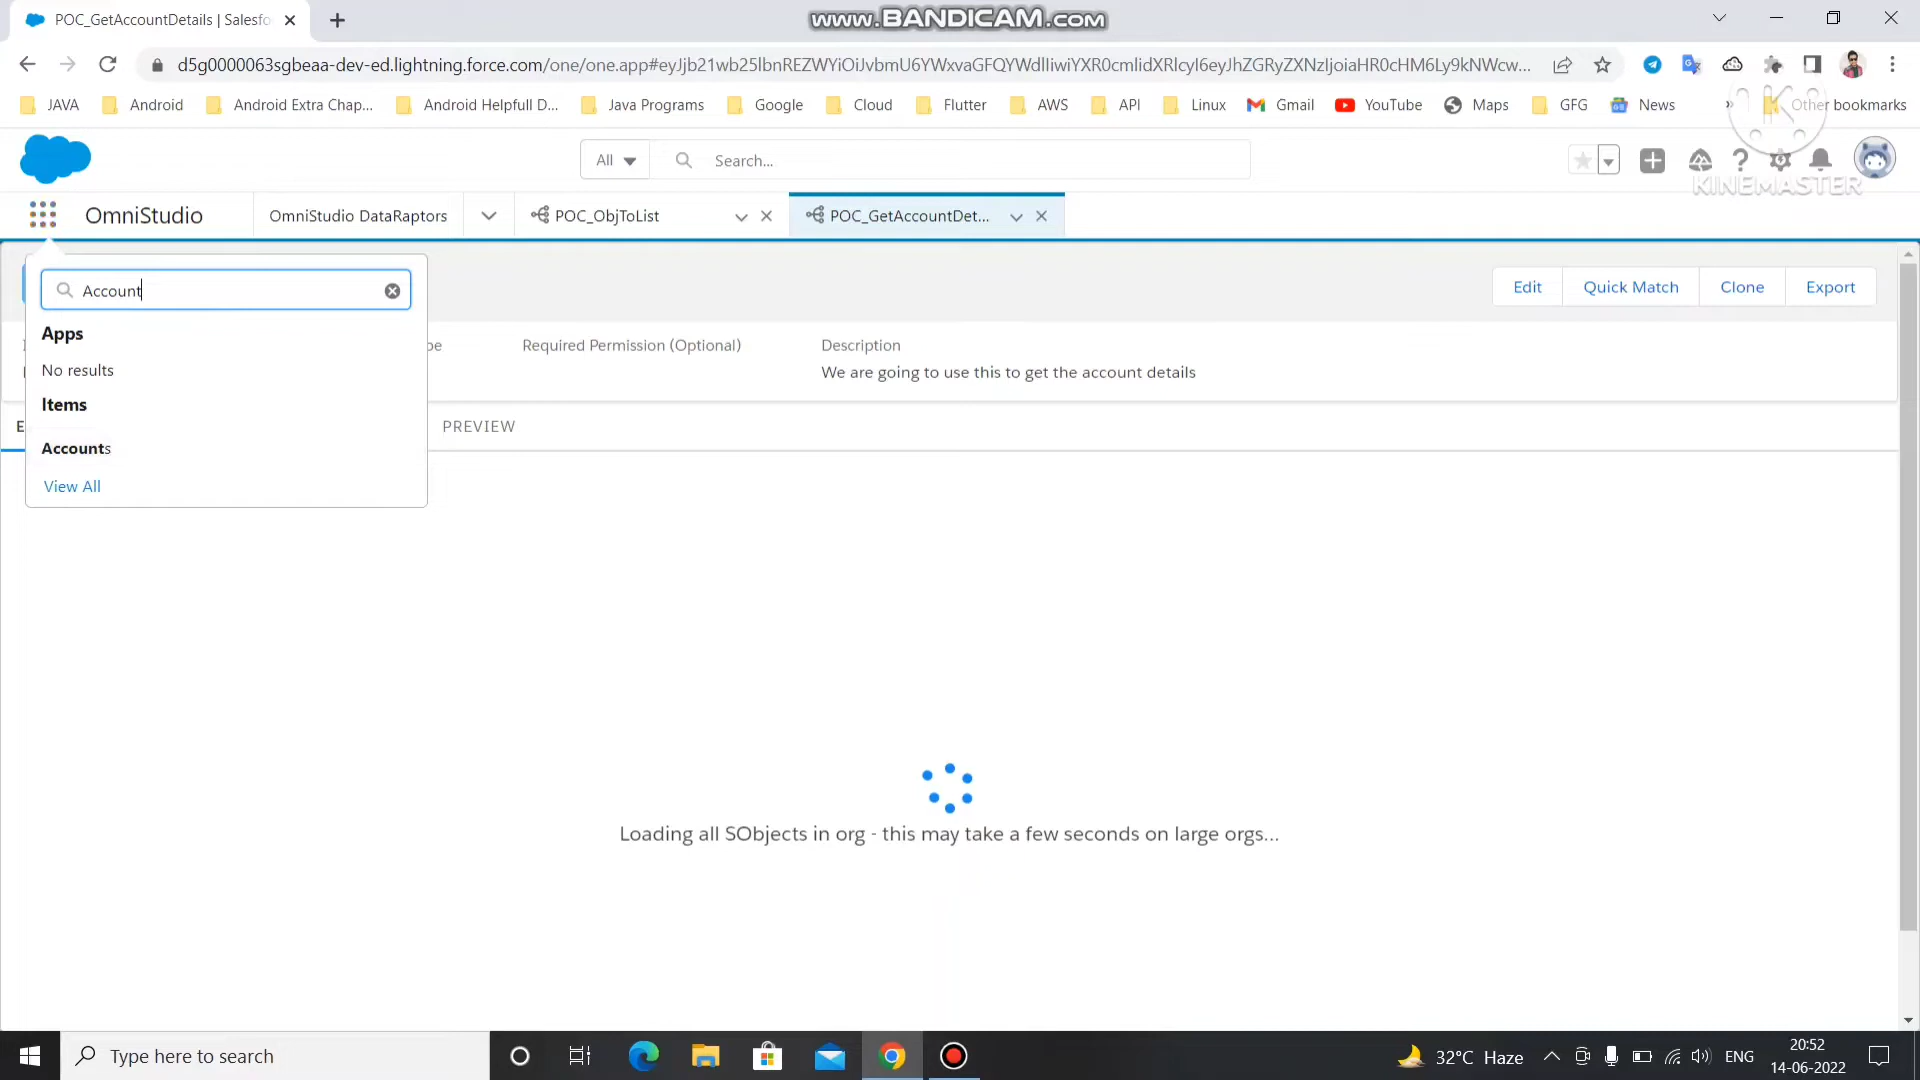 POC_GetAccountDetails | Salesfo
www.BANDICAM.com
d5g0000063sgbeaa-dev-ed.lightning.force.com/one/one.app#eyJjb21wb25lbnREZWYiOiJvbmU6YWxvaGFQYWdlIiwiYXR0cmlidXRlcyI6eyJhZGRyZXNzIjoiaHR0cHM6Ly9kNWcw...
JAVA
Android
Android Extra Chap...
Android Helpfull D...
Java Programs
Google
Cloud
Flutter
AWS
API
Linux
Gmail
YouTube
Maps
GFG
News
Other bookmarks
All
Search...
KINEMASTER
OmniStudio
OmniStudio DataRaptors
POC_ObjToList
POC_GetAccountDet...
Account
Edit
Quick Match
Clone
Export
Apps
Required Permission (Optional)
Description
No results
We are going to use this to get the account details
Items
PREVIEW
Accounts
View All
Loading all SObjects in org - this may take a few seconds on large orgs...
Type here to search
32°C Haze
ENG
20:52
14-06-2022